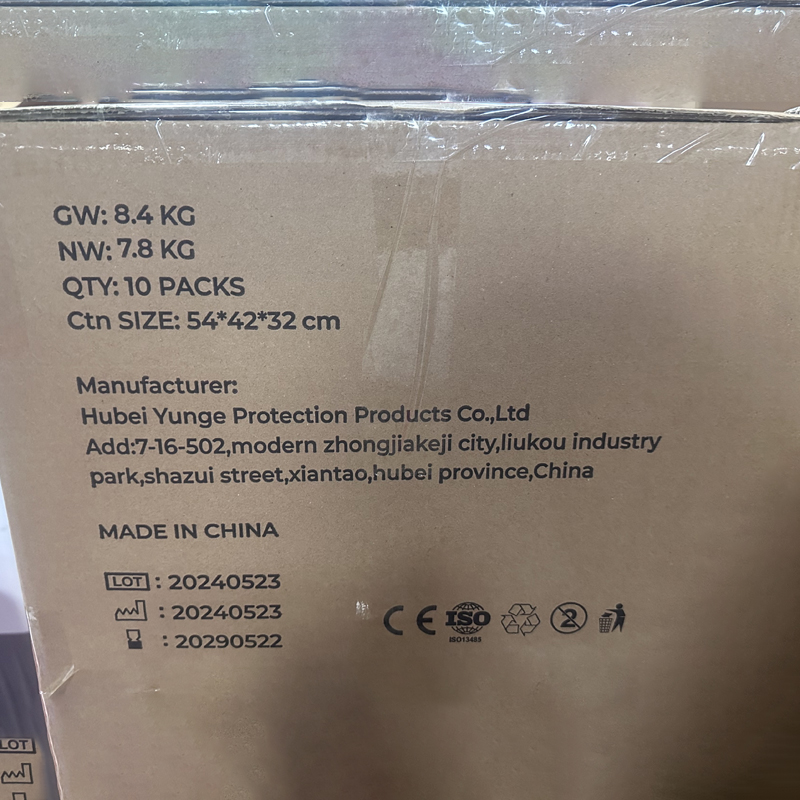 GW: 8.4 KG
NW: 7.8 KG
QTY: 10 PACKS
Ctn SIZE: 54*42*32 cm
Manufacturer:
Hubei Yunge Protection Products Co.,Ltd
Add:7-16-502,modern zhongjiakeji city,liukou industry
park,shazui street,xiantao,hubei province,China
MADE IN CHINA
LOT : 20240523
: 20240523
: 20290522
CE ISO 2
ISO13485
LOT